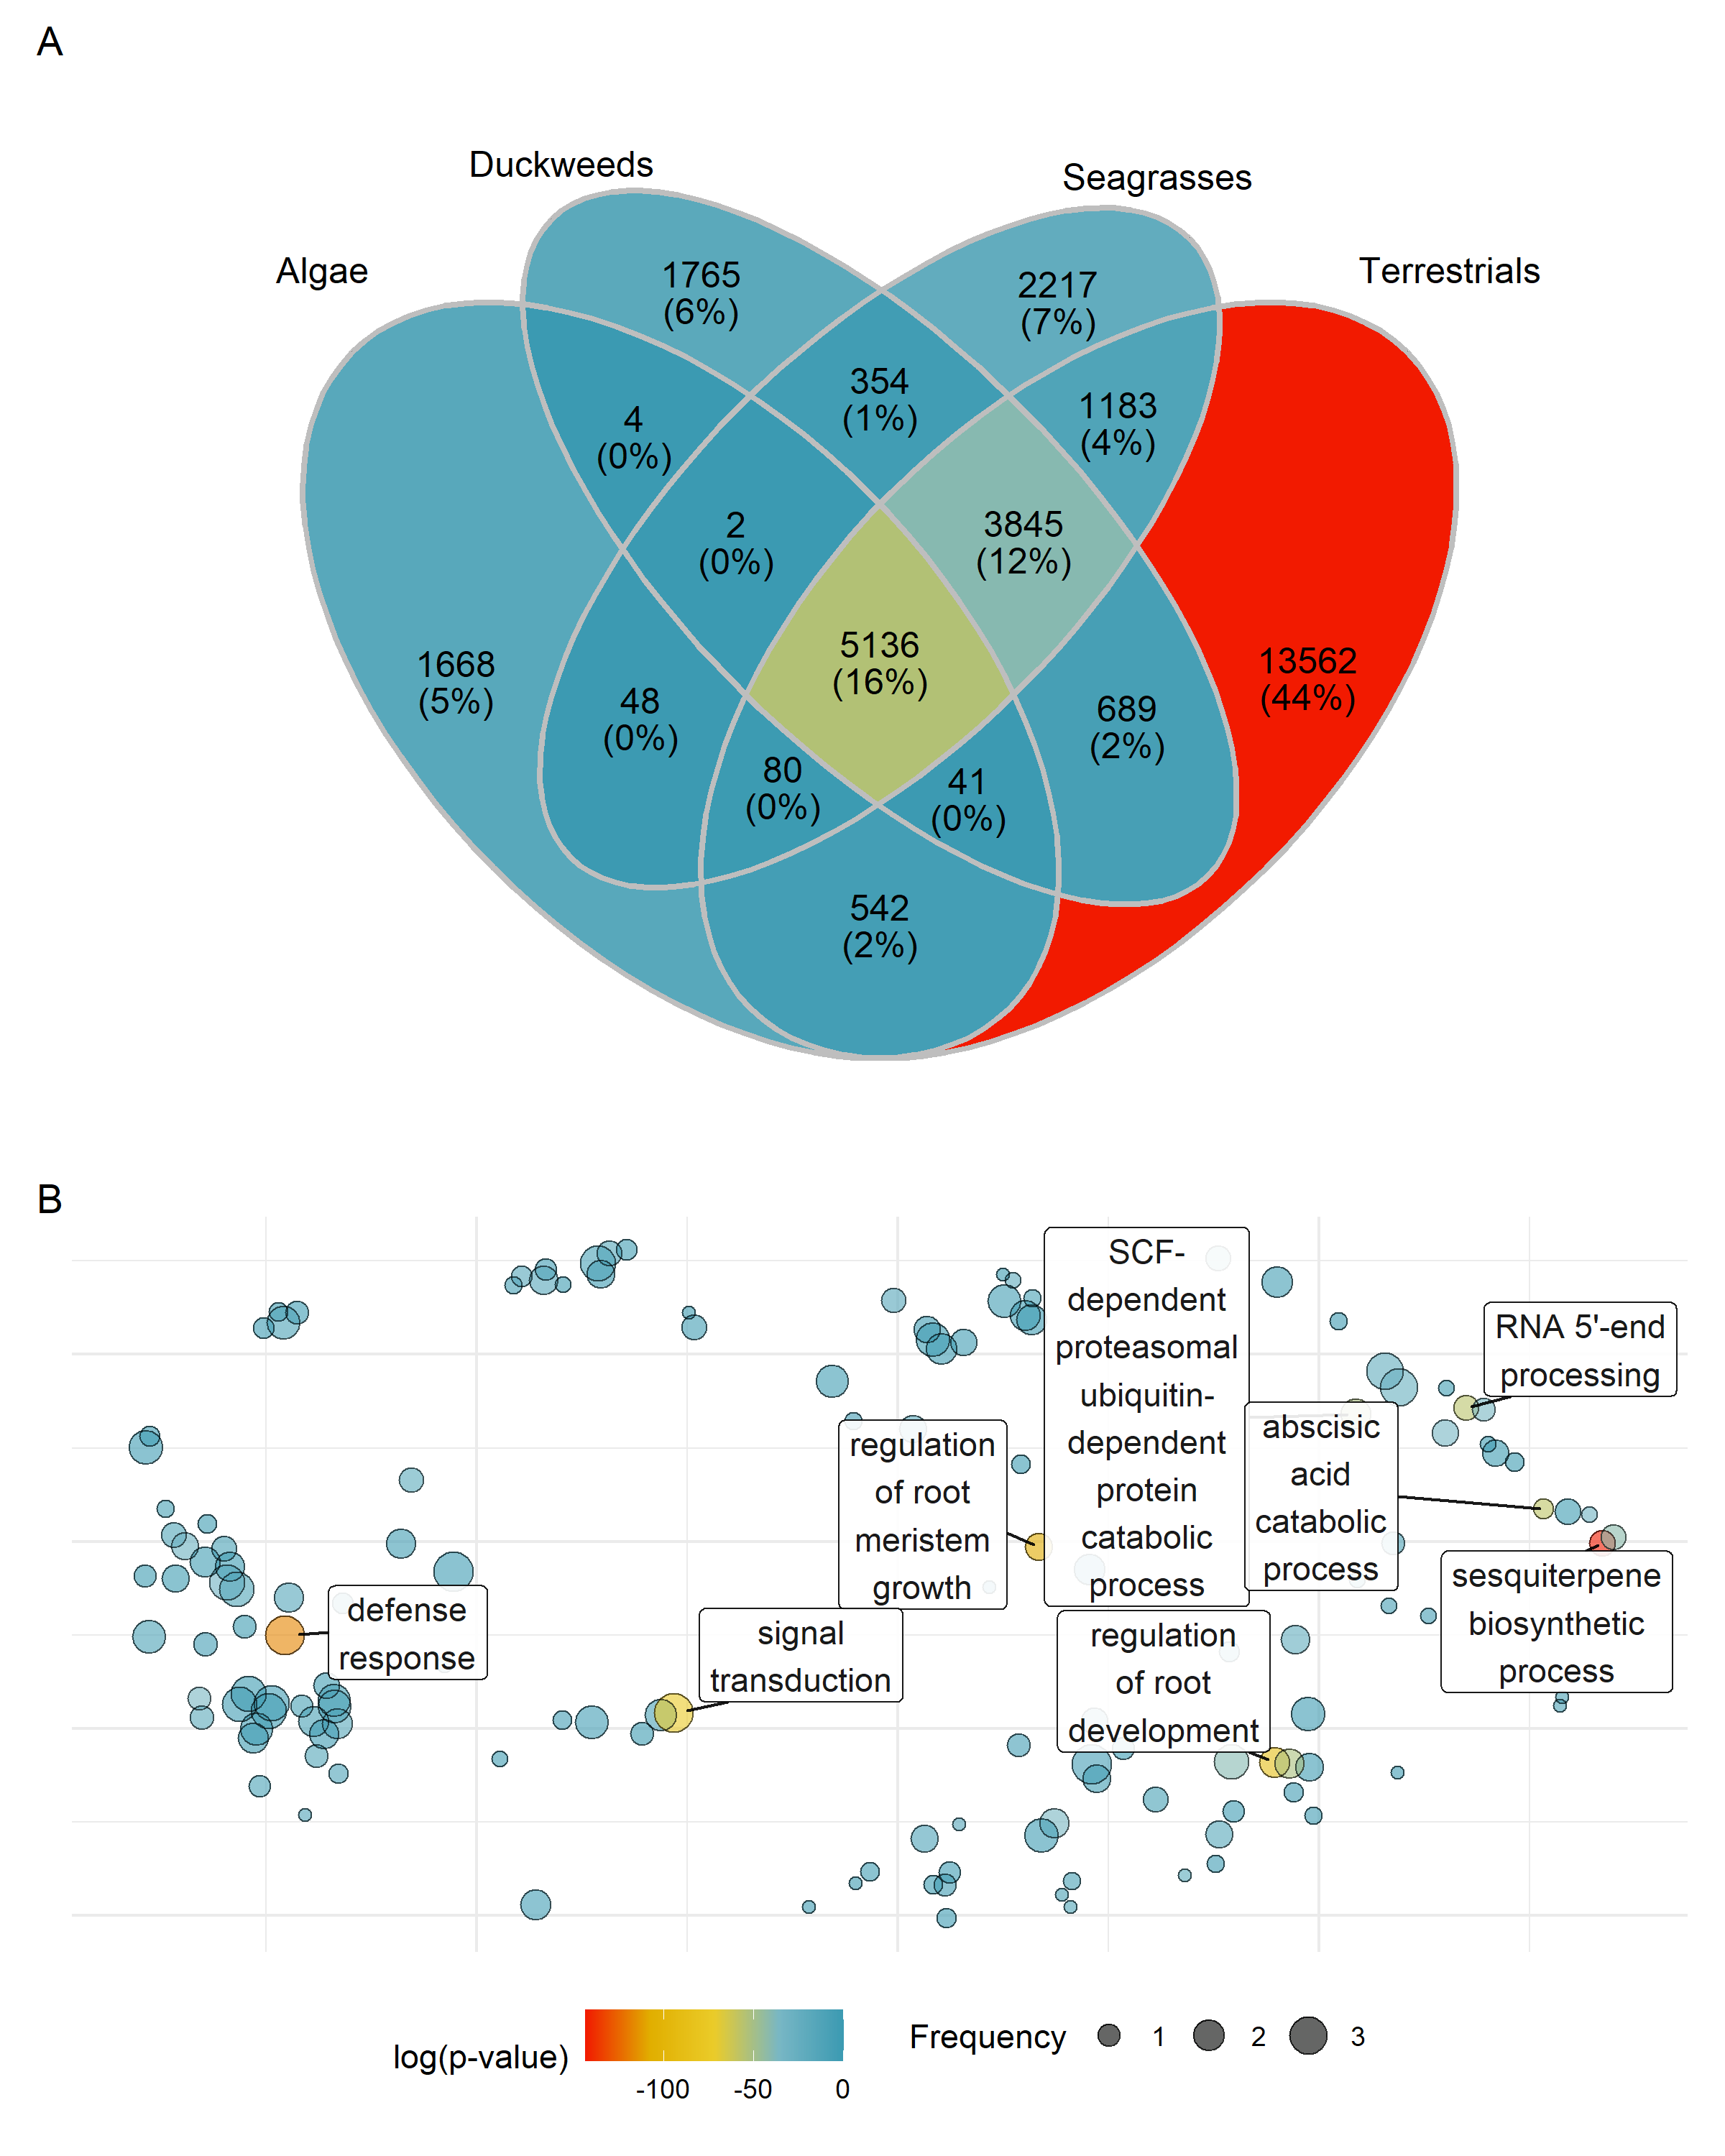 A
Duckweeds
Seagrasses
Algae
Terrestrials
1765
(6%)
2217
(7%)
354
(1%)
1183
(4%)
4
(0%)
2
(0%)
3845
(12%)
5136
(16%)
1668
(5%)
48
(0%)
13562
(44%)
689
(2%)
80
(0%)
41
(0%)
542
(2%)
B
SCF-
dependent
proteasomal
ubiquitin-
dependent
protein
catabolic
process
RNA 5'-end
processing
regulation
of root
meristem
growth
abscisic
acid
catabolic
process
sesquiterpene
biosynthetic
process
defense
response
signal
transduction
regulation
of root
development
log(p-value)
-100
-50
0
Frequency
1
2
3